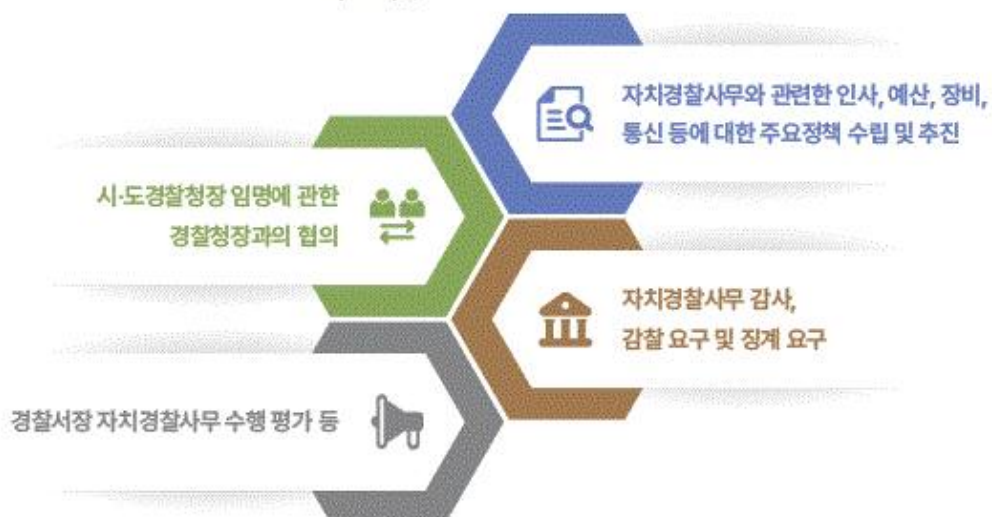 자치경찰사무와 관련한 인사, 예산, 장비,
통신 등에 대한 주요정책 수립 및 추진
시·도경찰청장 임명에 관한
경찰청장과의 협의
자치경찰사무 감사,
감찰 요구 및 징계 요구
경찰서장 자치경찰사무 수행 평가 등